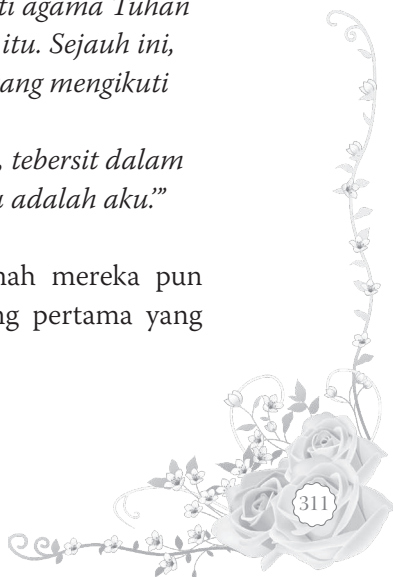 ti agama Tuhan
itu. Sejauh ini,
ang mengikuti
, tebersit dalam
adalah aku.’”
nah mereka pun
ng pertama yang
311